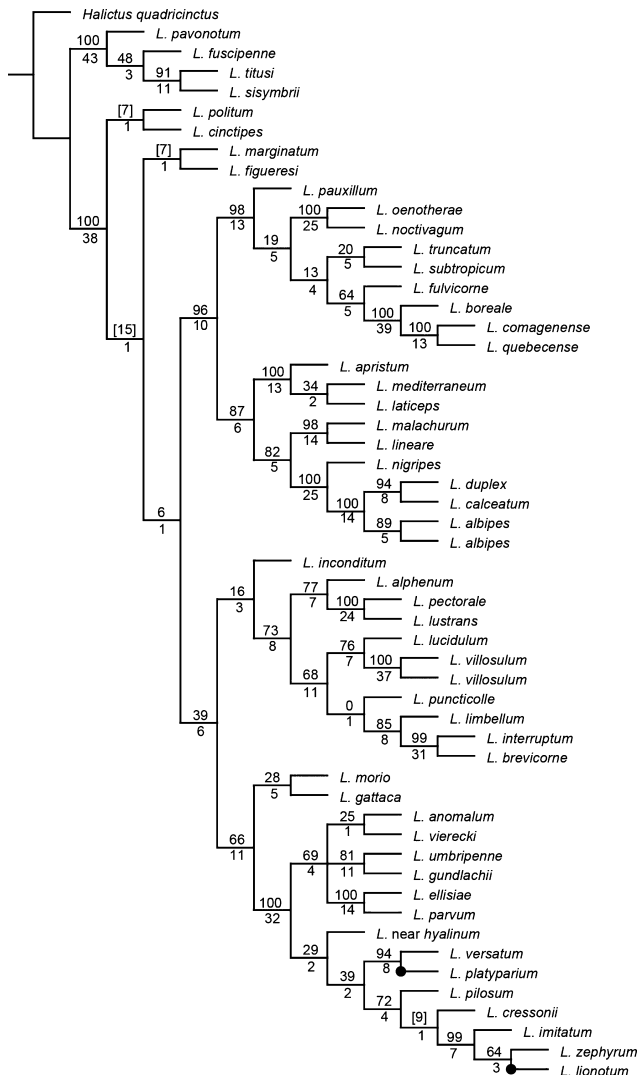 Halictus quadricinctus
100
43
L. pavonotum
48
3
L. fuscipenne
91
11
L. titusi
L. sisymbrii
[7]
1
L. politum
L. cinctipes
[7]
1
L. marginatum
L. figueresi
100
38
[15]
1
L. pauxillum
98
13
100
25
L. oenotherae
L. noctivagum
19
5
20
5
L. truncatum
L. subtropicum
13
4
64
5
L. fulvicorne
100
39
L. boreale
100
13
L. comagenense
L. quebecense
96
10
L. apristum
100
13
34
2
L. mediterraneum
L. laticeps
87
6
98
14
L. malachurum
L. lineare
82
5
L. nigripes
100
25
94
8
L. duplex
L. calceatum
100
14
89
5
L. albipes
L. albipes
6
1
L. inconditum
16
3
77
7
L. alphenum
100
24
L. pectorale
L. lustrans
73
8
76
7
L. lucidulum
100
37
L. villosulum
L. villosulum
68
11
0
1
L. puncticolle
85
8
L. limbellum
99
31
L. interruptum
L. brevicorne
39
6
28
5
L. morio
L. gattaca
66
11
25
1
L. anomalum
L. vierecki
69
4
81
11
L. umbripenne
L. gundlachii
100
14
L. ellisiae
L. parvum
100
32
L. near hyalinum
29
2
94
8
L. versatum
L. platyparium
39
2
72
4
L. pilosum
[9]
1
L. cressonii
99
7
L. imitatum
64
3
L. zephyrum
L. lionotum